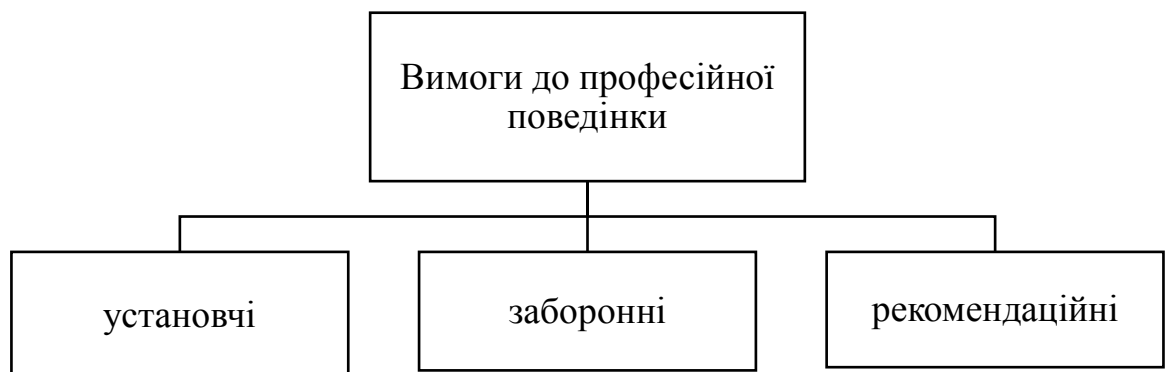 Вимоги до професійної
поведінки
установчі
заборонні
рекомендаційні